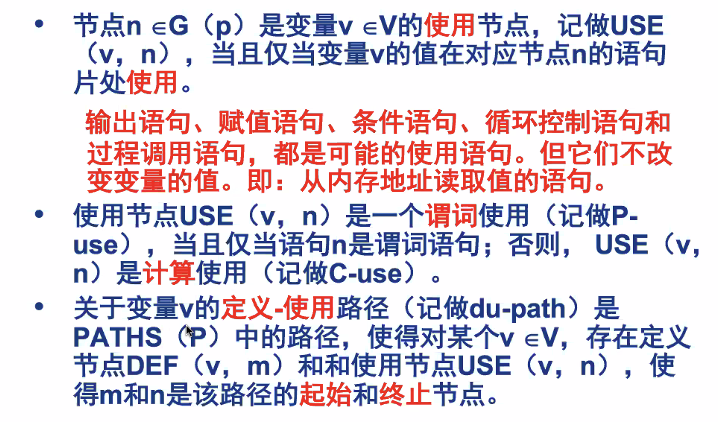 • 节点n ∈G（p）是变量v ∈V的使用节点，记做USE
（v，n），当且仅当变量v的值在对应节点n的语句
片处使用。
输出语句、赋值语句、条件语句、循环控制语句和
过程调用语句，都是可能的使用语句。但它们不改
变变量的值。即：从内存地址读取值的语句。
• 使用节点USE（v，n）是一个谓词使用（记做P-
use），当且仅当语句n是谓词语句；否则， USE（v，
n）是计算使用（记做C-use）。
• 关于变量v的定义-使用路径（记做du-path）是
PATHS（P）中的路径，使得对某个v ∈V，存在定义
节点DEF（v，m）和和使用节点USE（v，n），使
得m和n是该路径的起始和终止节点。